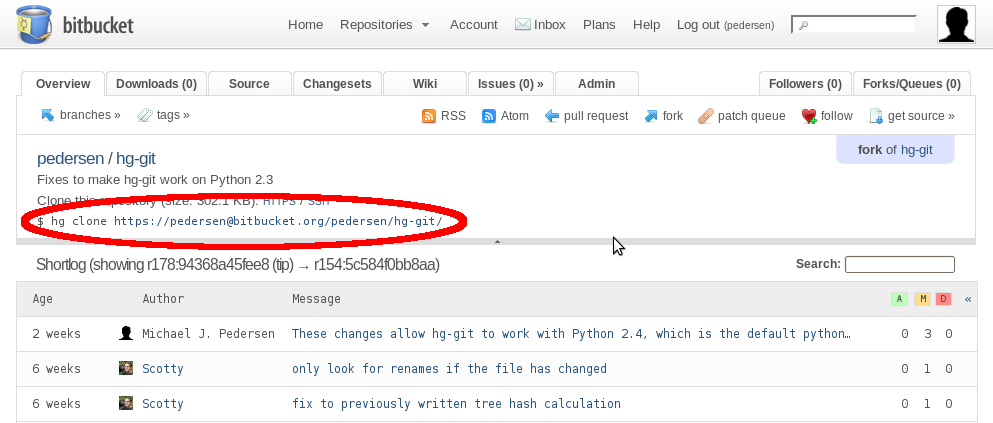 bitbucket Home Repositories Account Inbox Plans Help Log out (pedersen)
Overview Downloads (0) Source Changesets Wiki Issues (0) » Admin Followers (0) Forks/Queues (0)
branches » tags » RSS Atom pull request fork patch queue follow get source »
pedersen / hg-git fork of hg-git
Fixes to make hg-git work on Python 2.3
Clone this repository (size: 302.1 KB): HTTPS / SSH
$ hg clone https://pedersen@bitbucket.org/pedersen/hg-git/
Shortlog (showing r178:94368a45fee8 (tip) → r154:5c584f0bb8aa) Search:
Age Author Message A M D «
2 weeks Michael J. Pedersen These changes allow hg-git to work with Python 2.4, which is the default python… 0 3 0
6 weeks Scotty only look for renames if the file has changed 0 1 0
6 weeks Scotty fix to previously written tree hash calculation 0 1 0